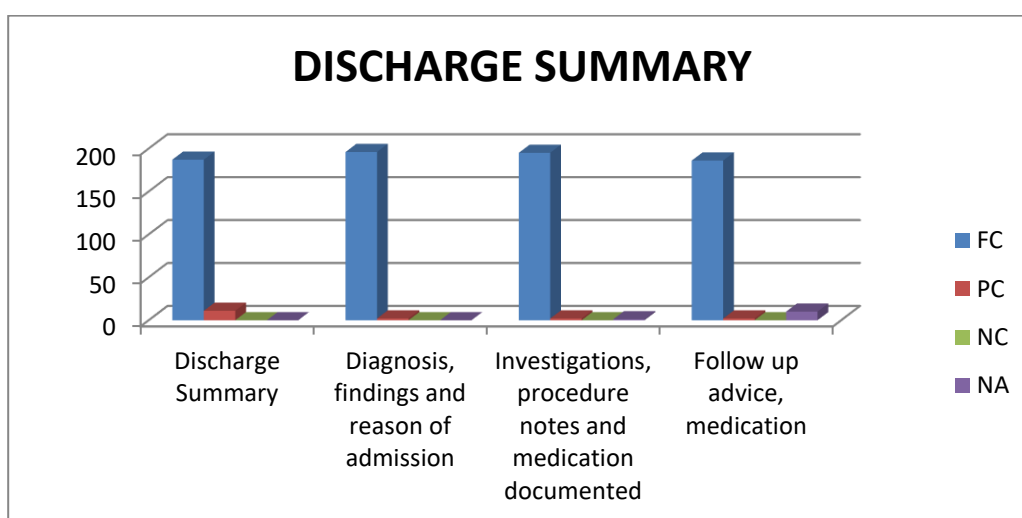 DISCHARGE SUMMARY
200
150
100
50
0
Discharge
Summary
Diagnosis,
findings and
reason of
admission
Investigations,
procedure
notes and
medication
documented
Follow up
advice,
medication
FC
PC
NC
NA